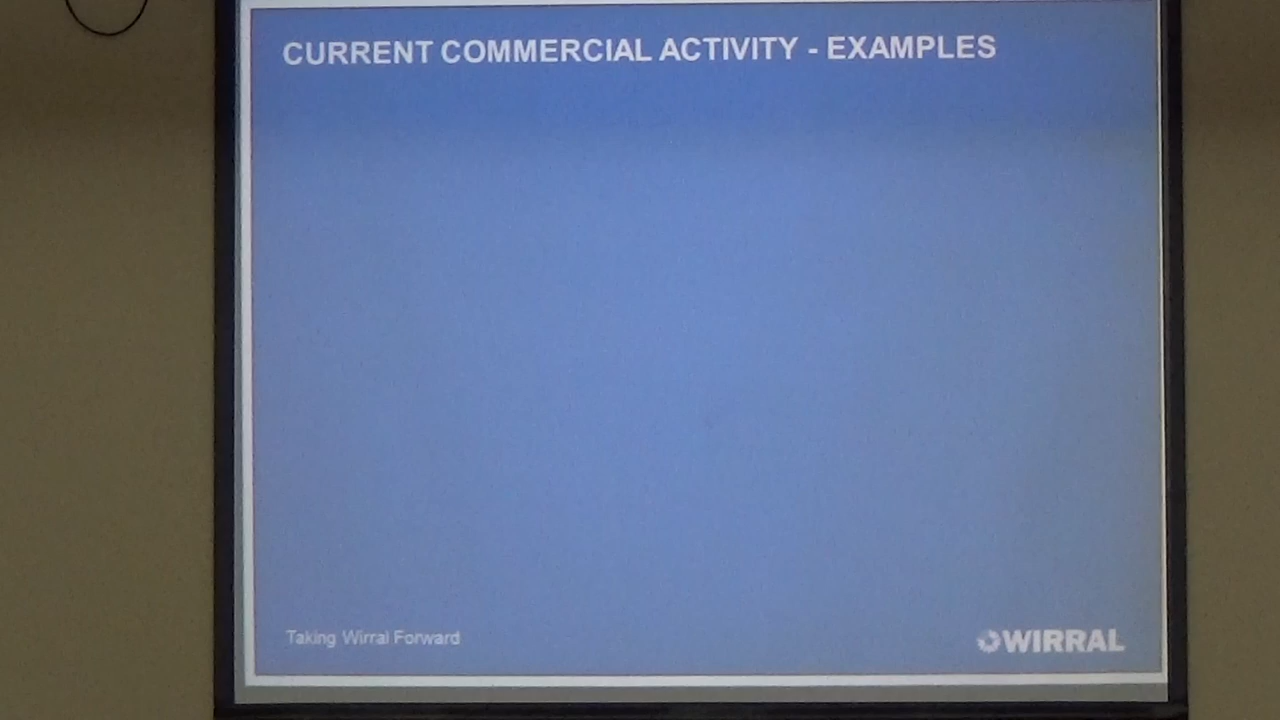 CURRENT COMMERCIAL ACTIVITY - EXAMPLES
Taking Wirral Forward
WIRRAL